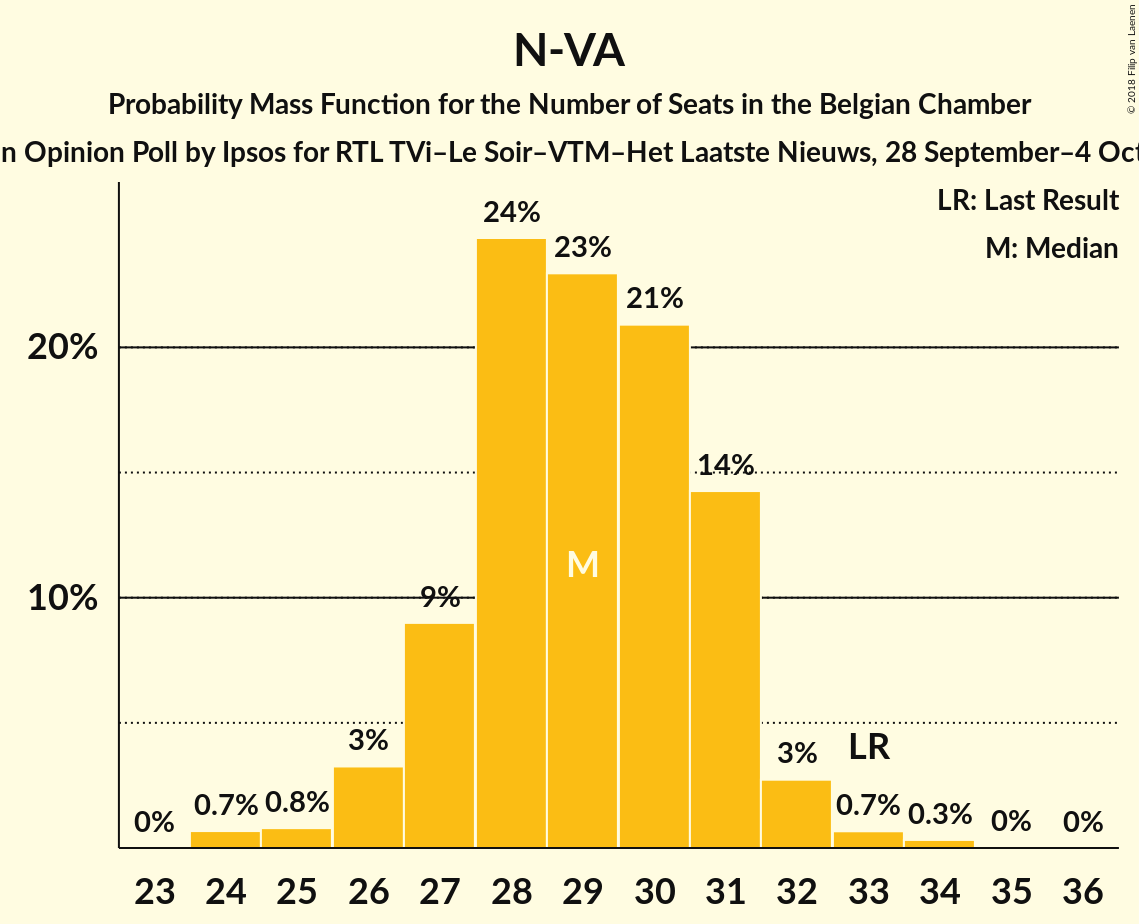 N-VA
Probability Mass Function for the Number of Seats in the Belgian Chamber
n Opinion Poll by Ipsos for RTL TVi–Le Soir–VTM–Het Laatste Nieuws, 28 September–4 Oct
© 2018 Filip van Laenen
LR: Last Result
M: Median
24%
23%
21%
20%
14%
M
10%
9%
3%
3%
LR
0%
0.7%
0.8%
0.7%
0.3%
0%
0%
23 24 25 26 27 28 29 30 31 32 33 34 35 36